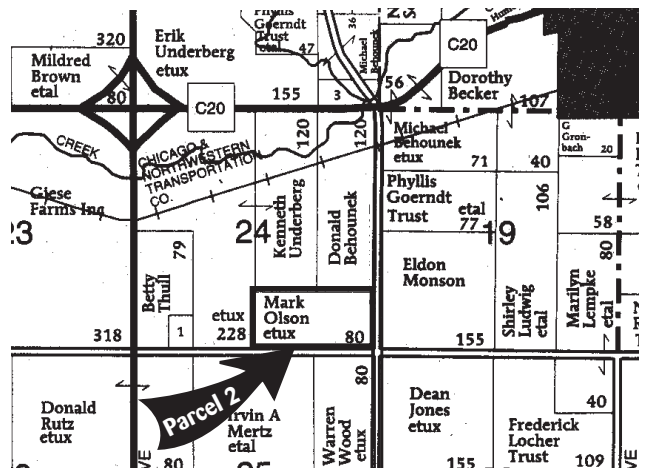 Phyllis
Goerndt
Trust
etal
47
36
Michael
Behounek
320
Mildred
Brown
etal
80
Erik
Underberg
etux
C20
155
3
C20
56
Dorothy
Becker
107
CREEK
CHICAGO &
NORTHWESTERN
TRANSPORTATION
CO.
120
120
Michael
Behounek
etux
71
40
G
Gron-
bach
20
Giese
Farms Inc
23
24
Kenneth
Underberg
Donald
Behounek
Phyllis
Goerndt
Trust
etal
77
19
106
58
79
Betty
Thull
1
318
etux
228
Mark
Olson
etux
80
Eldon
Monson
155
Shirley
Ludwig
etal
Marilyn
Lempke
etal
80
Donald
Rutz
etux
Parcel 2
Irvin A
Mertz
etal
80
AVE
25
Warren
Wood
etux
80
Dean
Jones
etux
155
Frederick
Locher
Trust
109
40